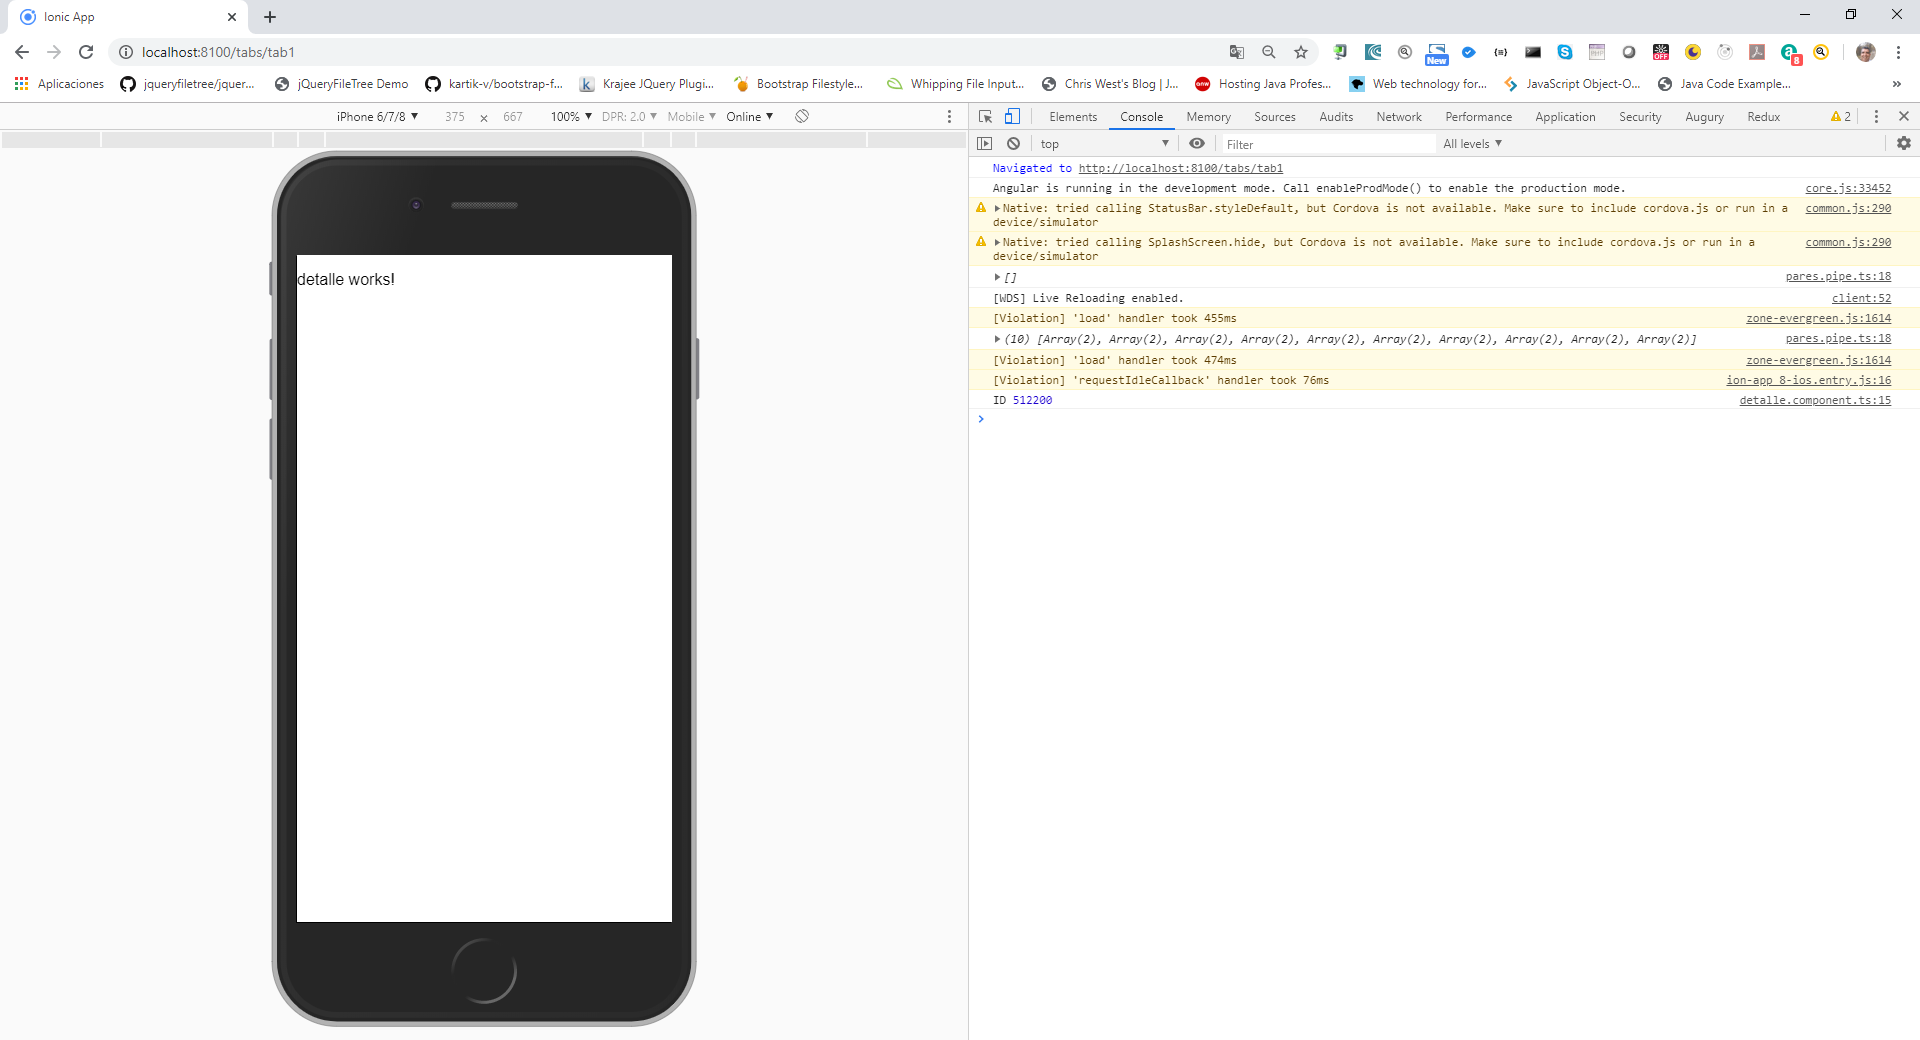 Ionic App
localhost:8100/tabs/tab1
New
OFF
8
Aplicaciones
jqueryfiletree/jquer...
jQueryFileTree Demo
kartik-v/bootstrap-f...
Krajee JQuery Plugi...
Bootstrap Filestyle...
Whipping File Input...
Chris West's Blog | J...
Hosting Java Profes...
Web technology for...
JavaScript Object-O...
Java Code Example...
»
iPhone 6/7/8 ▼ 375 × 667 100% ▼ DPR: 2.0 ▼ Mobile ▼ Online ▼
detalle works!
Elements Console Memory Sources Audits Network Performance Application Security Augury Redux 2
top ▼ Filter All levels ▼
Navigated to http://localhost:8100/tabs/tab1
Angular is running in the development mode. Call enableProdMode() to enable the production mode. core.js:33452
Native: tried calling StatusBar.styleDefault, but Cordova is not available. Make sure to include cordova.js or run in a common.js:290
device/simulator
Native: tried calling SplashScreen.hide, but Cordova is not available. Make sure to include cordova.js or run in a common.js:290
device/simulator
[] pares.pipe.ts:18
[WDS] Live Reloading enabled. client:52
[Violation] 'load' handler took 455ms zone-evergreen.js:1614
(10) [Array(2), Array(2), Array(2), Array(2), Array(2), Array(2), Array(2), Array(2), Array(2), Array(2)] pares.pipe.ts:18
[Violation] 'load' handler took 474ms zone-evergreen.js:1614
[Violation] 'requestIdleCallback' handler took 76ms ion-app_8-ios.entry.js:16
ID 512200 detalle.component.ts:15